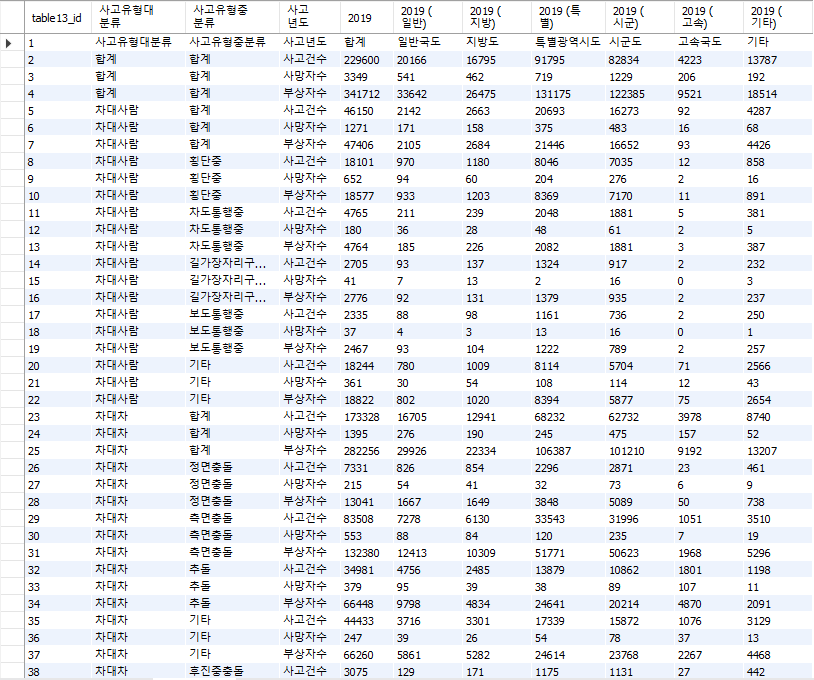 table13_id 사고유형대 분류 사고유형중 분류 사고 년도 2019 2019 ( 일반) 2019 ( 지방) 2019 (특 별) 2019 ( 시군) 2019 ( 고속) 2019 ( 기타)
1 사고유형대분류 사고유형중분류 사고년도 합계 일반국도 지방도 특별광역시도 시군도 고속국도 기타
2 합계 합계 사고건수 229600 20166 16795 91795 82834 4223 13787
3 합계 합계 사망자수 3349 541 462 719 1229 206 192
4 합계 합계 부상자수 341712 33642 26475 131175 122385 9521 18514
5 차대사람 합계 사고건수 46150 2142 2663 20693 16273 92 4287
6 차대사람 합계 사망자수 1271 171 158 375 483 16 68
7 차대사람 합계 부상자수 47406 2105 2684 21446 16652 93 4426
8 차대사람 횡단중 사고건수 18101 970 1180 8046 7035 12 858
9 차대사람 횡단중 사망자수 652 94 60 204 276 2 16
10 차대사람 횡단중 부상자수 18577 933 1203 8369 7170 11 891
11 차대사람 차도통행중 사고건수 4765 211 239 2048 1881 5 381
12 차대사람 차도통행중 사망자수 180 36 28 48 61 2 5
13 차대사람 차도통행중 부상자수 4764 185 226 2082 1881 3 387
14 차대사람 길가장자리구... 사고건수 2705 93 137 1324 917 2 232
15 차대사람 길가장자리구... 사망자수 41 7 13 2 16 0 3
16 차대사람 길가장자리구... 부상자수 2776 92 131 1379 935 2 237
17 차대사람 보도통행중 사고건수 2335 88 98 1161 736 2 250
18 차대사람 보도통행중 사망자수 37 4 3 13 16 0 1
19 차대사람 보도통행중 부상자수 2467 93 104 1222 789 2 257
20 차대사람 기타 사고건수 18244 780 1009 8114 5704 71 2566
21 차대사람 기타 사망자수 361 30 54 108 114 12 43
22 차대사람 기타 부상자수 18822 802 1020 8394 5877 75 2654
23 차대차 합계 사고건수 173328 16705 12941 68232 62732 3978 8740
24 차대차 합계 사망자수 1395 276 190 245 475 157 52
25 차대차 합계 부상자수 282256 29926 22334 106387 101210 9192 13207
26 차대차 정면충돌 사고건수 7331 826 854 2296 2871 23 461
27 차대차 정면충돌 사망자수 215 54 41 32 73 6 9
28 차대차 정면충돌 부상자수 13041 1667 1649 3848 5089 50 738
29 차대차 측면충돌 사고건수 83508 7278 6130 33543 31996 1051 3510
30 차대차 측면충돌 사망자수 553 88 84 120 235 7 19
31 차대차 측면충돌 부상자수 132380 12413 10309 51771 50623 1968 5296
32 차대차 추돌 사고건수 34981 4756 2485 13879 10862 1801 1198
33 차대차 추돌 사망자수 379 95 39 38 89 107 11
34 차대차 추돌 부상자수 66448 9798 4834 24641 20214 4870 2091
35 차대차 기타 사고건수 44433 3716 3301 17339 15872 1076 3129
36 차대차 기타 사망자수 247 39 26 54 78 37 13
37 차대차 기타 부상자수 66260 5861 5282 24614 23768 2267 4468
38 차대차 후진중충돌 사고건수 3075 129 171 1175 1131 27 442